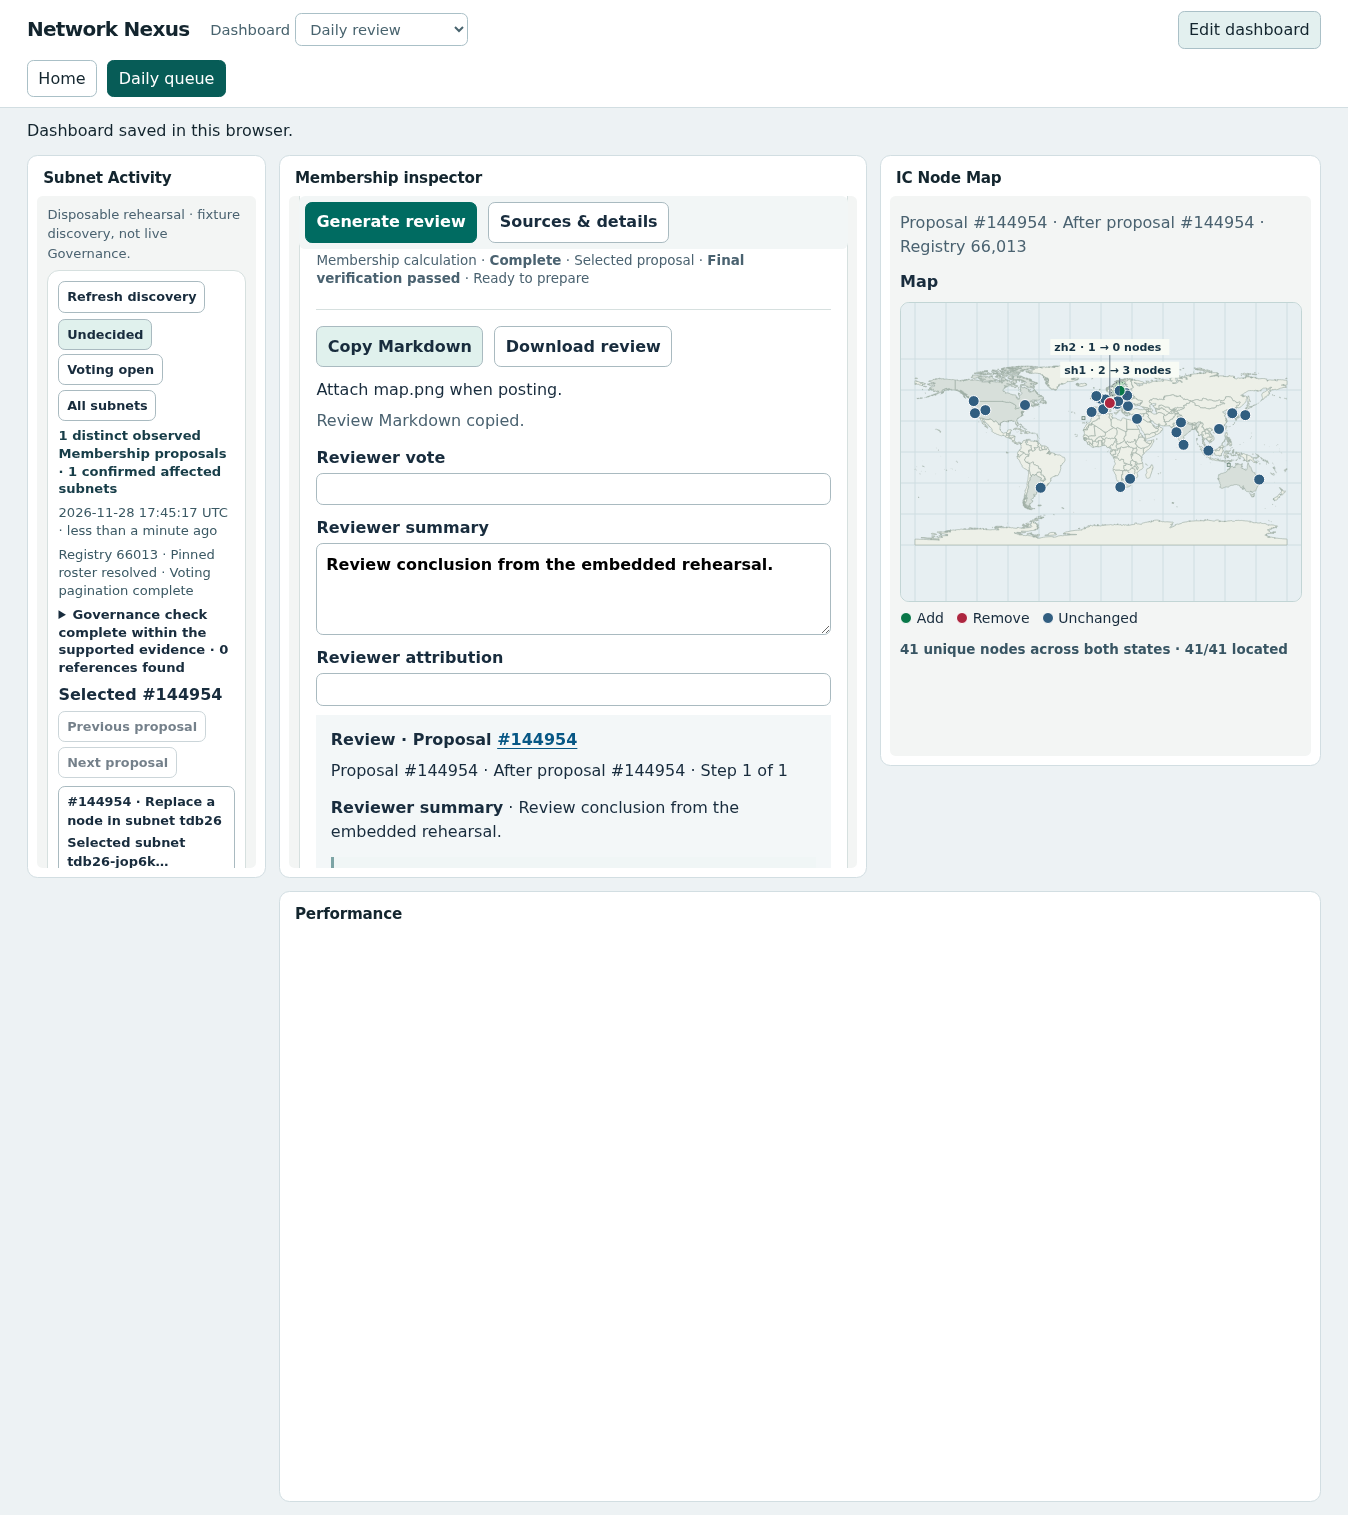 Network Nexus
Dashboard
Daily review
Edit dashboard
Home
Daily queue
Dashboard saved in this browser.
Subnet Activity
Disposable rehearsal · fixture
discovery, not live
Governance.
Refresh discovery
Undecided
Voting open
All subnets
1 distinct observed
Membership proposals
· 1 confirmed affected
subnets
2026-11-28 17:45:17 UTC
· less than a minute ago
Registry 66013 · Pinned
roster resolved · Voting
pagination complete
Governance check
complete within the
supported evidence · 0
references found
Selected #144954
Previous proposal
Next proposal
#144954 · Replace a
node in subnet tdb26
Selected subnet
tdb26-jop6k…
Membership inspector
Generate review
Sources & details
Membership calculation · Complete · Selected proposal · Final
verification passed · Ready to prepare
Copy Markdown
Download review
Attach map.png when posting.
Review Markdown copied.
Reviewer vote
Reviewer summary
Review conclusion from the embedded rehearsal.
Reviewer attribution
Review · Proposal #144954
Proposal #144954 · After proposal #144954 · Step 1 of 1
Reviewer summary · Review conclusion from the
embedded rehearsal.
IC Node Map
Proposal #144954 · After proposal #144954 ·
Registry 66,013
Map
zh2 · 1 → 0 nodes
sh1 · 2 → 3 nodes
Add
Remove
Unchanged
41 unique nodes across both states · 41/41 located
Performance